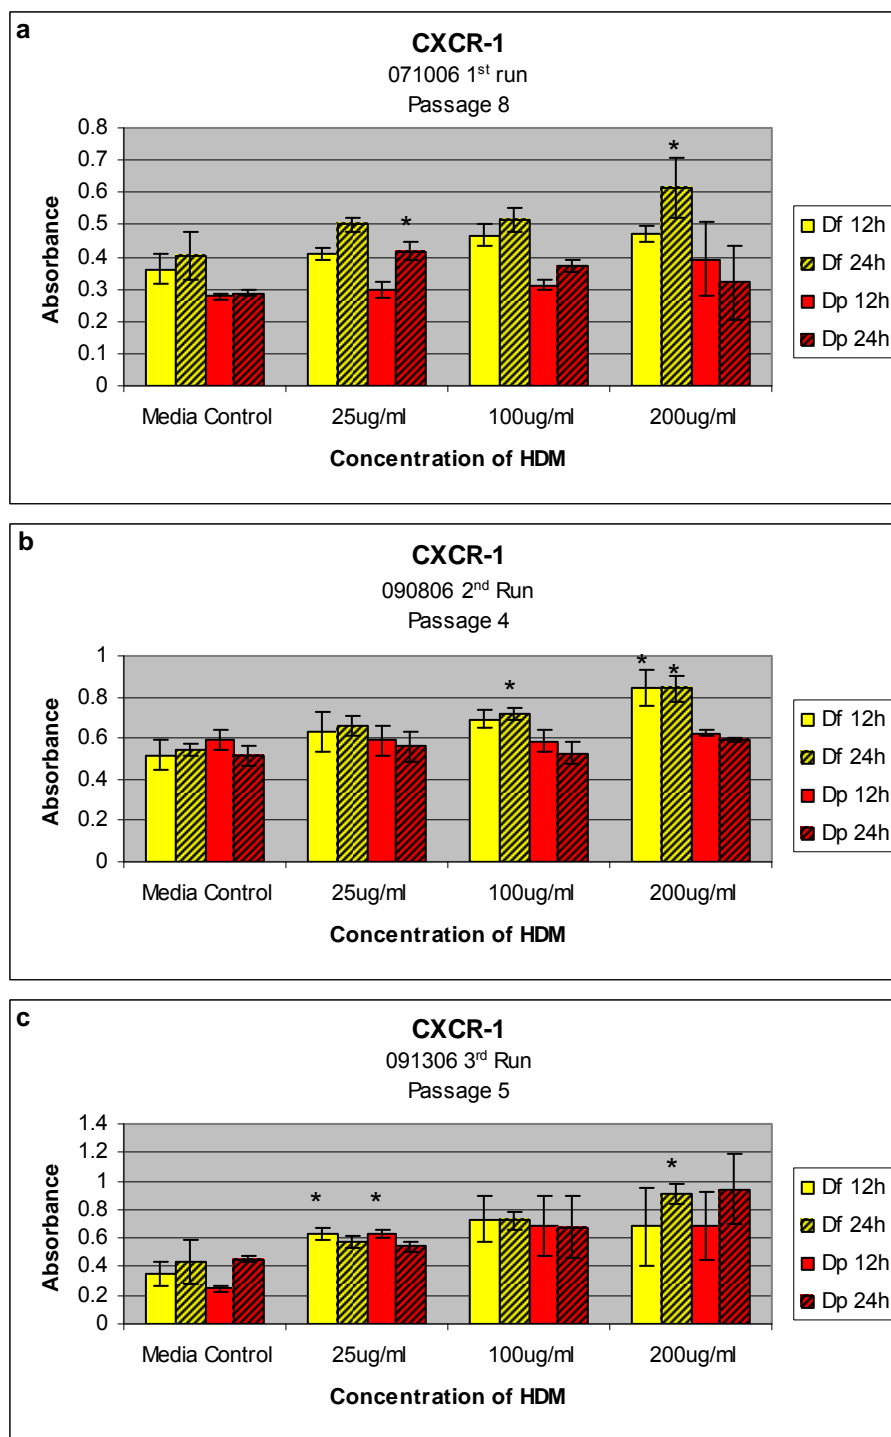 a
CXCR-1
071006 1st run
Passage 8
0.8
0.7
0.6
0.5
0.4
0.3
0.2
0.1
0
Absorbance
*
*
Media Control 25ug/ml 100ug/ml 200ug/ml
Concentration of HDM
Df 12h
Df 24h
Dp 12h
Dp 24h
b
CXCR-1
090806 2nd Run
Passage 4
1
0.8
0.6
0.4
0.2
0
Absorbance
* * *
Media Control 25ug/ml 100ug/ml 200ug/ml
Concentration of HDM
Df 12h
Df 24h
Dp 12h
Dp 24h
c
CXCR-1
091306 3rd Run
Passage 5
1.4
1.2
1
0.8
0.6
0.4
0.2
0
Absorbance
* * *
Media Control 25ug/ml 100ug/ml 200ug/ml
Concentration of HDM
Df 12h
Df 24h
Dp 12h
Dp 24h